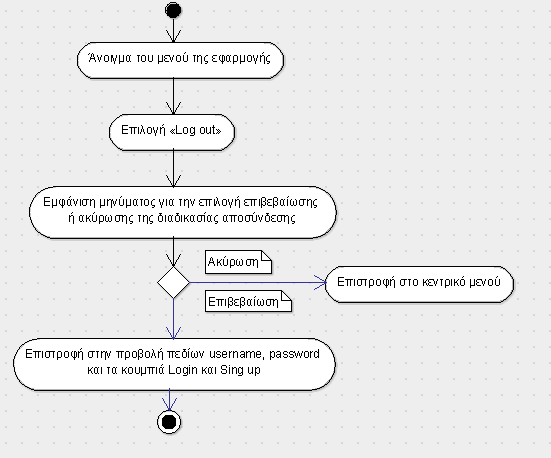 Άνοιγμα του μενού της εφαρμογής
Επιλογή «Log out»
Εμφάνιση μηνύματος για την επιλογή επιβεβαίωσης
ή ακύρωσης της διαδικασίας αποσύνδεσης
Ακύρωση
Επιστροφή στο κεντρικό μενού
Επιβεβαίωση
Επιστροφή στην προβολή πεδίων username, password
και τα κουμπιά Login και Sing up